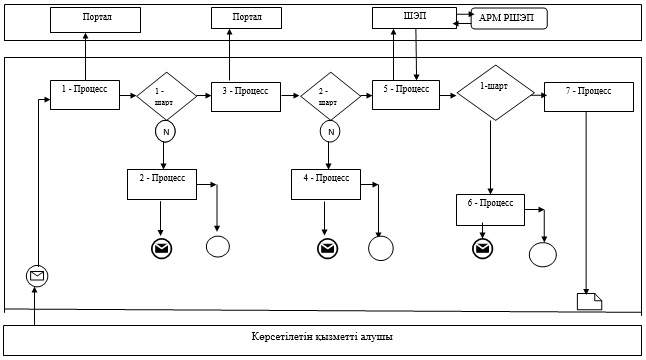 Портал
Портал
ШЭП
АРМ РШЭП
1 - Процесс
1 -
шарт
3 - Процесс
2 -
шарт
5 - Процесс
1-шарт
7 - Процесс
N
N
2 - Процесс
4 - Процесс
6 - Процесс
Көрсетілетін қызметті алушы